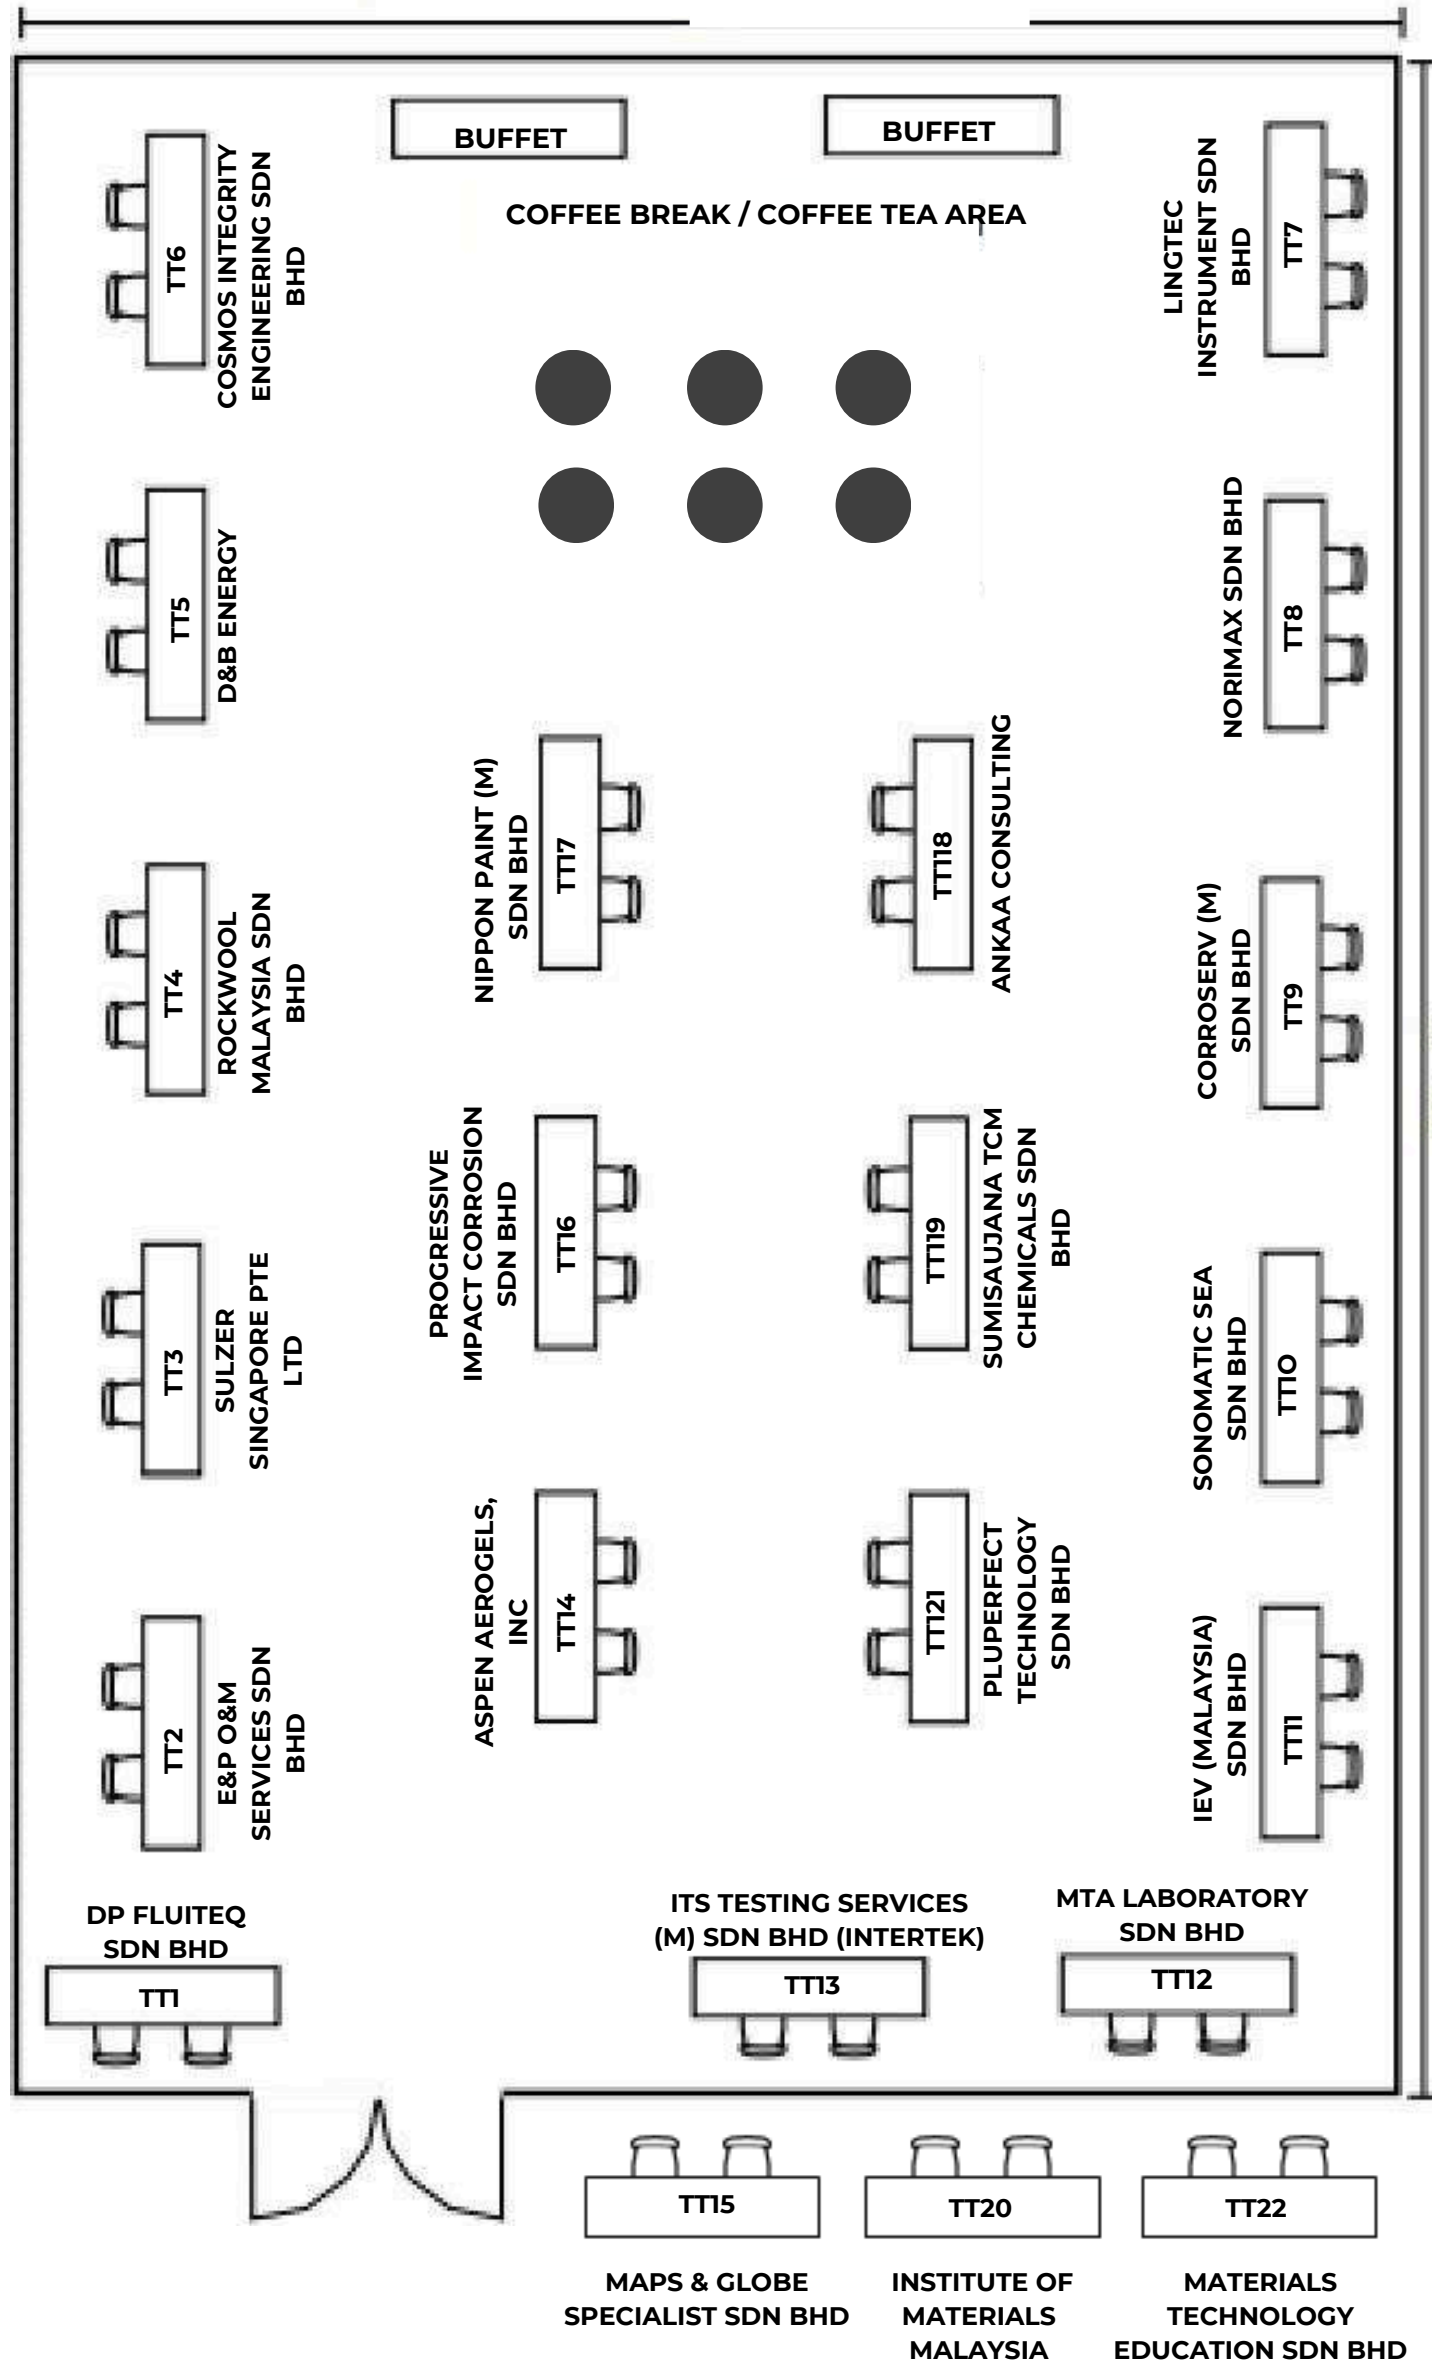 BUFFET
BUFFET
COFFEE BREAK / COFFEE TEA AREA
TT6
COSMOS INTEGRITY
ENGINEERING SDN
BHD
LINGTEC
INSTRUMENT SDN
BHD
TT7
TT5
D&B ENERGY
NORIMAX SDN BHD
TT8
NIPPON PAINT (M)
SDN BHD
TT17
TT118
ANKAA CONSULTING
TT4
ROCKWOOL
MALAYSIA SDN
BHD
CORROSERV (M)
SDN BHD
TT9
PROGRESSIVE
IMPACT CORROSION
SDN BHD
TT16
TT119
SUMISAUJANA TCM
CHEMICALS SDN
BHD
TT3
SULZER
SINGAPORE PTE
LTD
SONOMATIC SEA
SDN BHD
TT10
ASPEN AEROGELS,
INC
TT14
TT121
PLUPERFECT
TECHNOLOGY
SDN BHD
TT2
E&P O&M
SERVICES SDN
BHD
IEV (MALAYSIA)
SDN BHD
TT11
DP FLUITEQ
SDN BHD
TT1
ITS TESTING SERVICES
(M) SDN BHD (INTERTEK)
TT13
MTA LABORATORY
SDN BHD
TT12
TT15
MAPS & GLOBE
SPECIALIST SDN BHD
TT20
INSTITUTE OF
MATERIALS
MALAYSIA
TT22
MATERIALS
TECHNOLOGY
EDUCATION SDN BHD